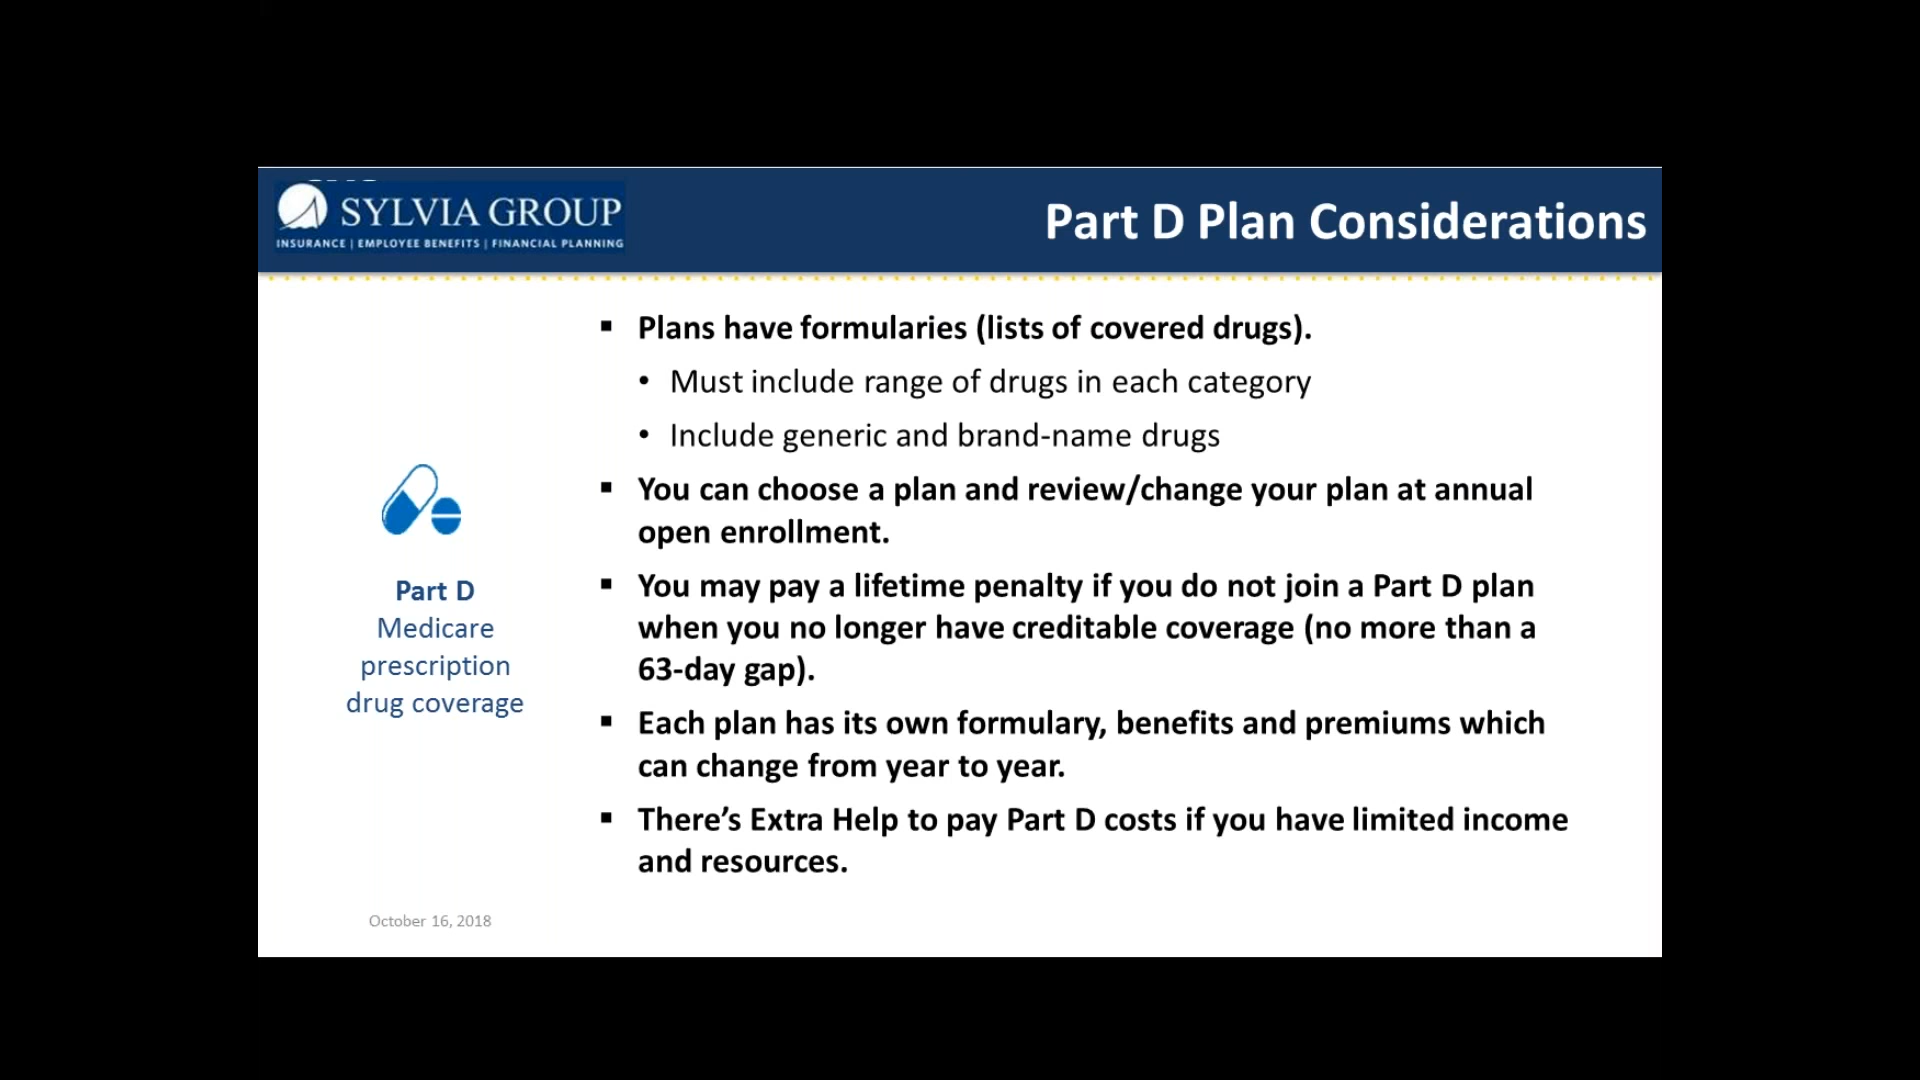 SYLVIA GROUP
INSURANCE | EMPLOYEE BENEFITS | FINANCIAL PLANNING
Part D Plan Considerations
▪ Plans have formularies (lists of covered drugs).
• Must include range of drugs in each category
• Include generic and brand-name drugs
▪ You can choose a plan and review/change your plan at annual
open enrollment.
▪ You may pay a lifetime penalty if you do not join a Part D plan
when you no longer have creditable coverage (no more than a
63-day gap).
▪ Each plan has its own formulary, benefits and premiums which
can change from year to year.
▪ There’s Extra Help to pay Part D costs if you have limited income
and resources.
Part D
Medicare
prescription
drug coverage
October 16, 2018